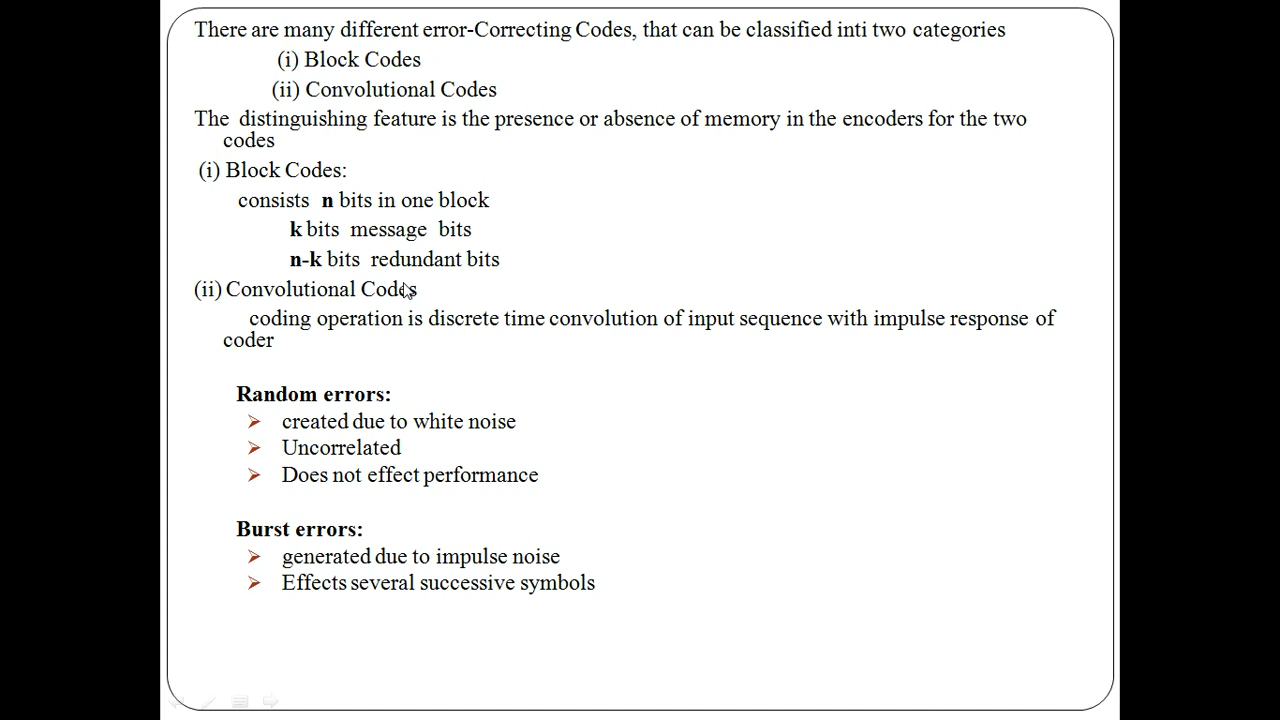 There are many different error-Correcting Codes, that can be classified inti two categories
(i) Block Codes
(ii) Convolutional Codes
The distinguishing feature is the presence or absence of memory in the encoders for the two
codes
(i) Block Codes:
consists n bits in one block
k bits message bits
n-k bits redundant bits
(ii) Convolutional Codes
coding operation is discrete time convolution of input sequence with impulse response of
coder
Random errors:
created due to white noise
Uncorrelated
Does not effect performance
Burst errors:
generated due to impulse noise
Effects several successive symbols